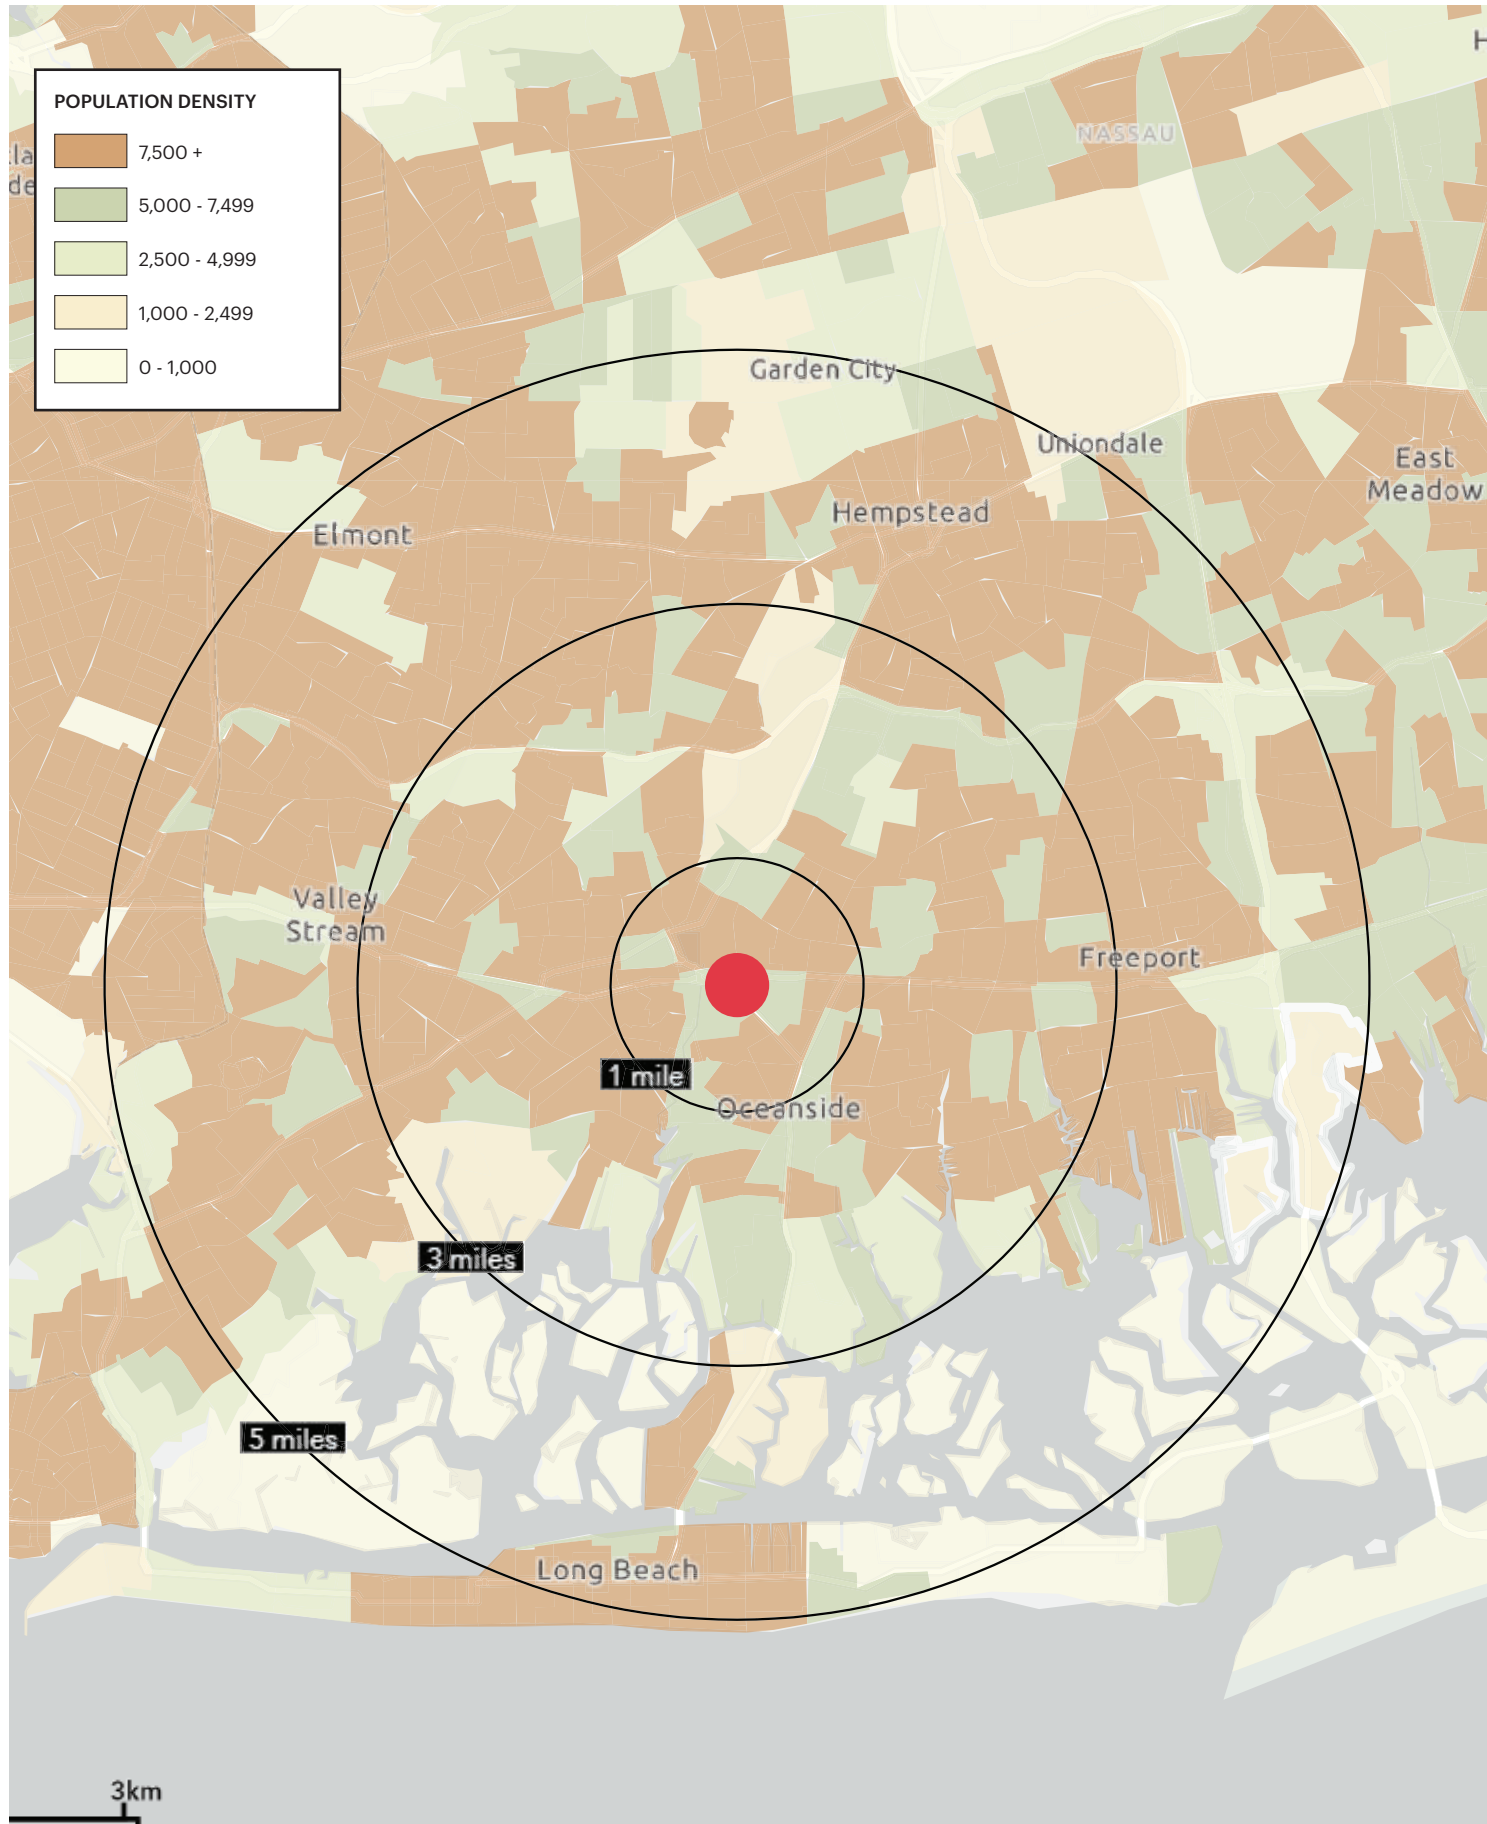 POPULATION DENSITY
7,500 +
5,000 - 7,499
2,500 - 4,999
1,000 - 2,499
0 - 1,000
NASSAU
Garden City
Uniondale
East
Meadow
Hempstead
Elmont
Valley
Stream
Freeport
1 mile
Oceanside
3 miles
5 miles
Long Beach
3km